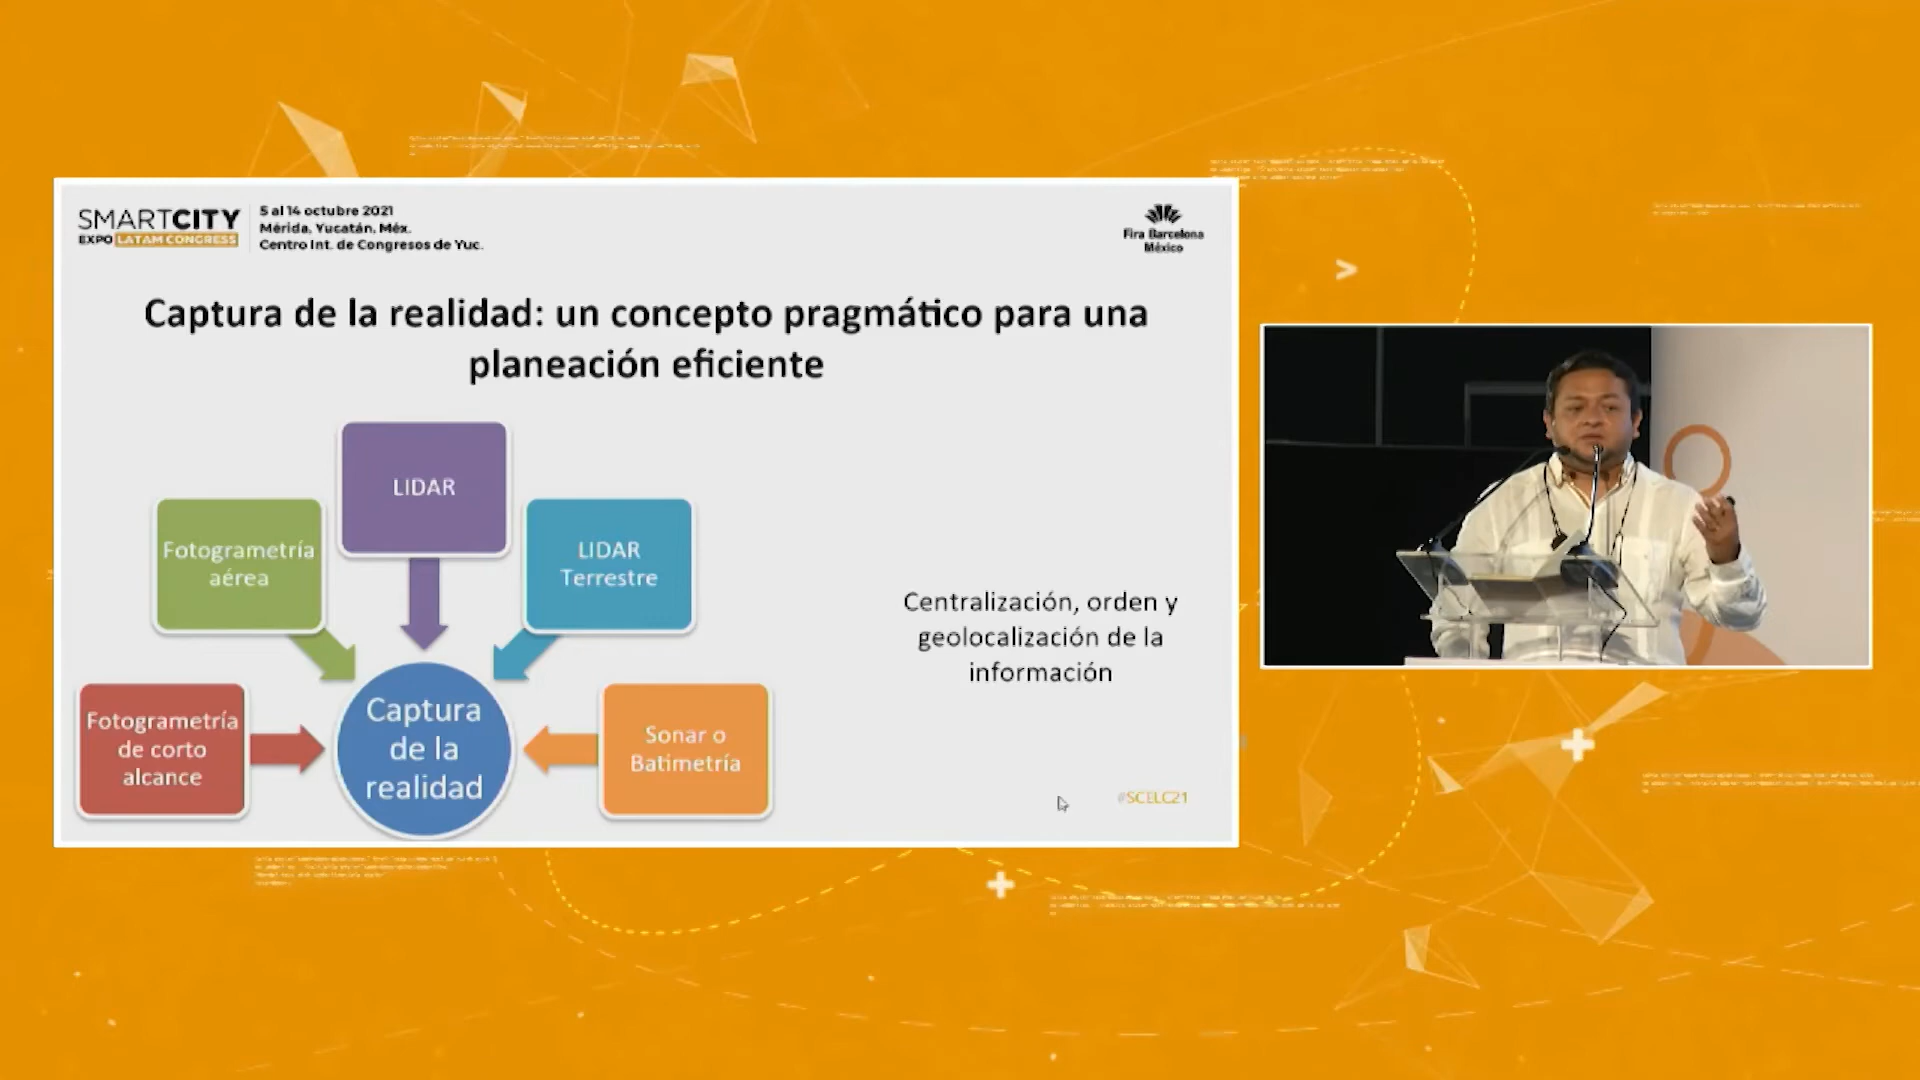 SMARTCITY
EXPO LATAM CONGRESS
5 al 14 octubre 2021
Mérida, Yucatán, Méx.
Centro Int. de Congresos de Yuc.
Fira Barcelona
México
Captura de la realidad: un concepto pragmático para una
planeación eficiente
LIDAR
Fotogrametría
aérea
LIDAR
Terrestre
Fotogrametría
de corto
alcance
Captura
de la
realidad
Sonar o
Batimetría
Centralización, orden y
geolocalización de la
información
#SCELC21